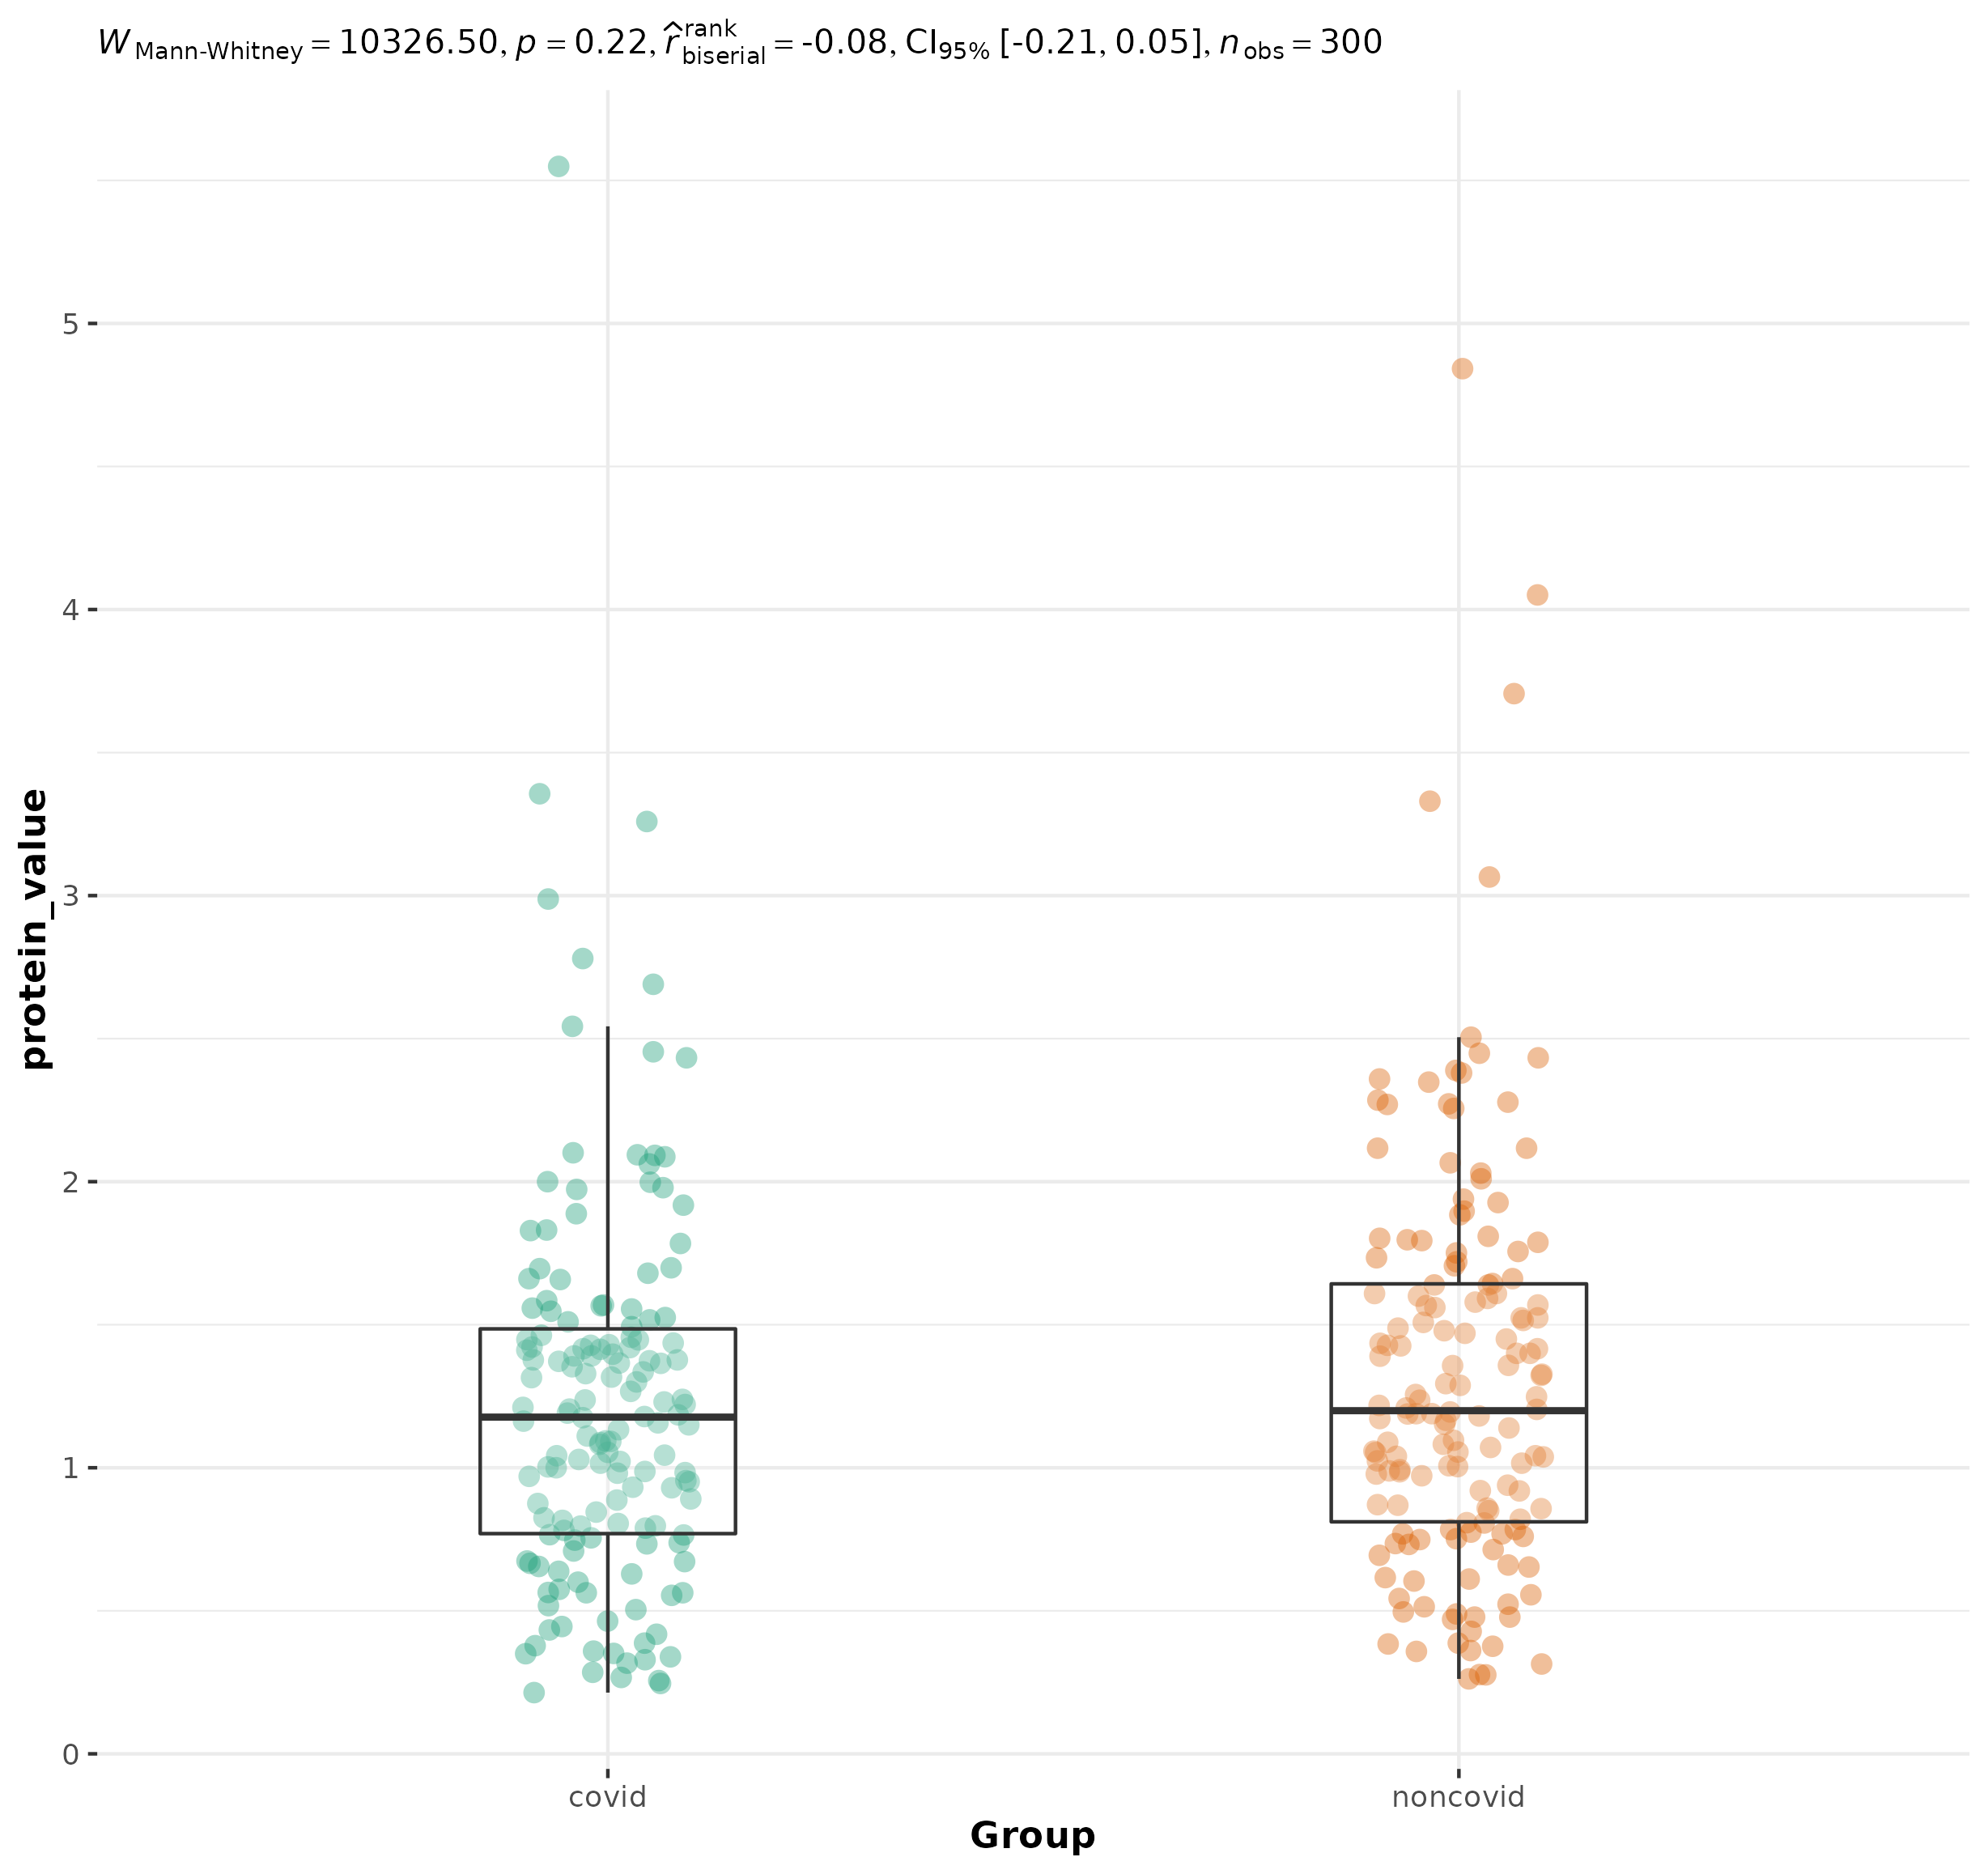 W Mann-Whitney = 10326.50, p = 0.22, r̂ rank biserial = -0.08, CI95% [-0.21, 0.05], n obs = 300
5
4
3
2
1
0
protein_value
covid noncovid
Group